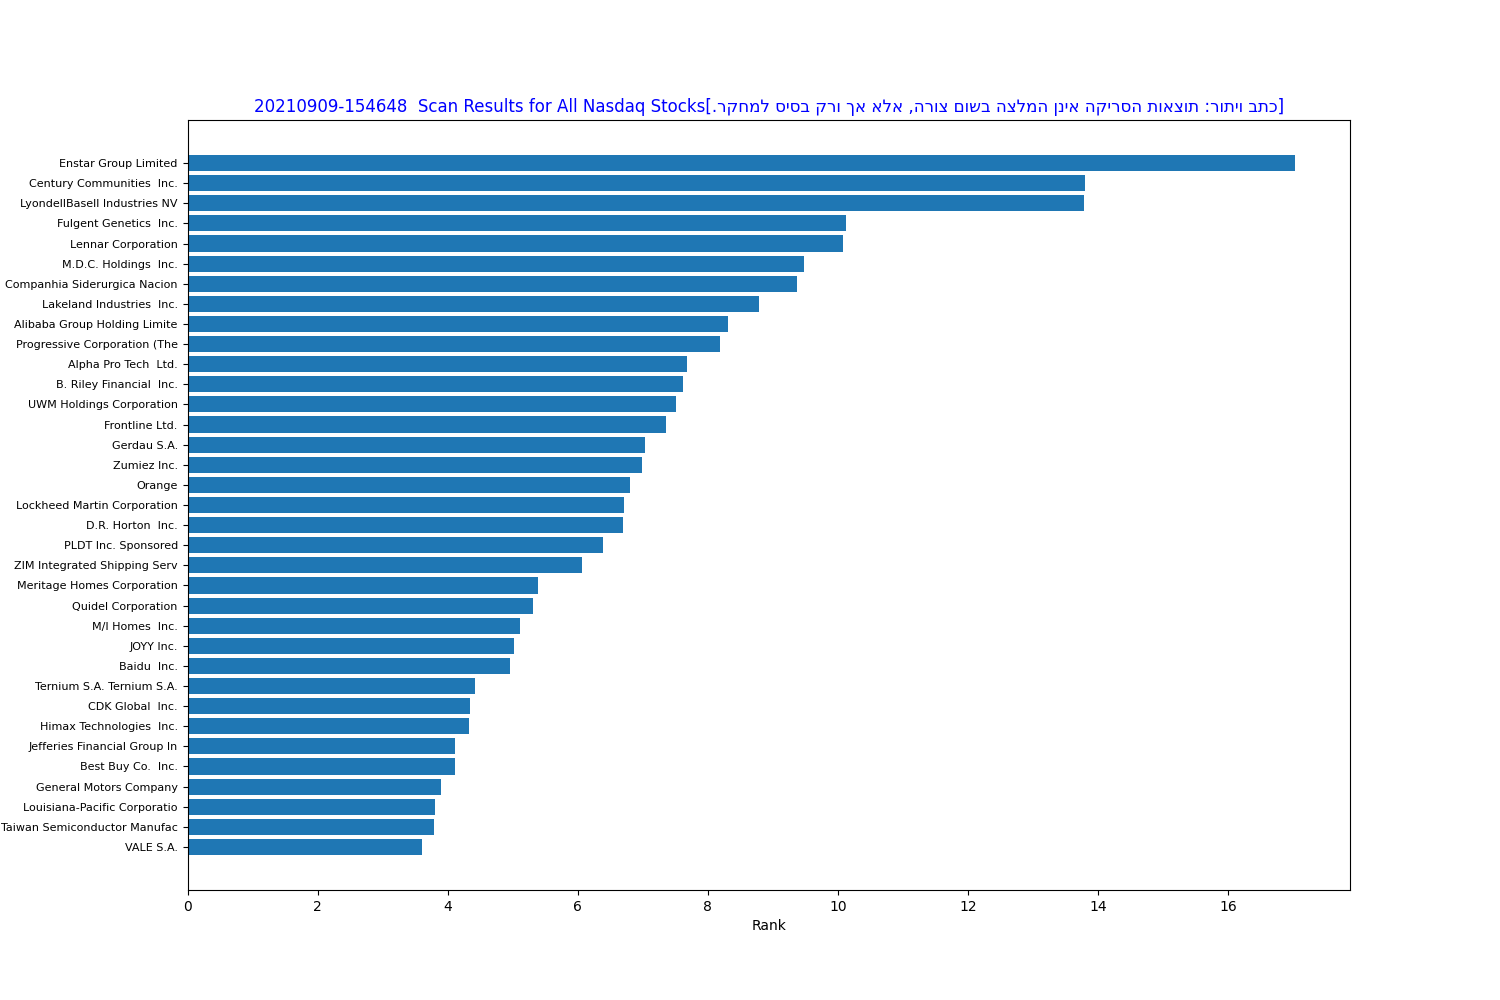 20210909-154648  Scan Results for All Nasdaq Stocks[כתב ויתור: תוצאות הסריקה אינן המלצה בשום צורה, אלא אך ורק בסיס למחקר.]
Enstar Group Limited
Century Communities  Inc.
LyondellBasell Industries NV
Fulgent Genetics  Inc.
Lennar Corporation
M.D.C. Holdings  Inc.
Companhia Siderurgica Nacion
Lakeland Industries  Inc.
Alibaba Group Holding Limite
Progressive Corporation (The
Alpha Pro Tech  Ltd.
B. Riley Financial  Inc.
UWM Holdings Corporation
Frontline Ltd.
Gerdau S.A.
Zumiez Inc.
Orange
Lockheed Martin Corporation
D.R. Horton  Inc.
PLDT Inc. Sponsored
ZIM Integrated Shipping Serv
Meritage Homes Corporation
Quidel Corporation
M/I Homes  Inc.
JOYY Inc.
Baidu  Inc.
Ternium S.A. Ternium S.A.
CDK Global  Inc.
Himax Technologies  Inc.
Jefferies Financial Group In
Best Buy Co.  Inc.
General Motors Company
Louisiana-Pacific Corporatio
Taiwan Semiconductor Manufac
VALE S.A.
0 2 4 6 8 10 12 14 16
Rank